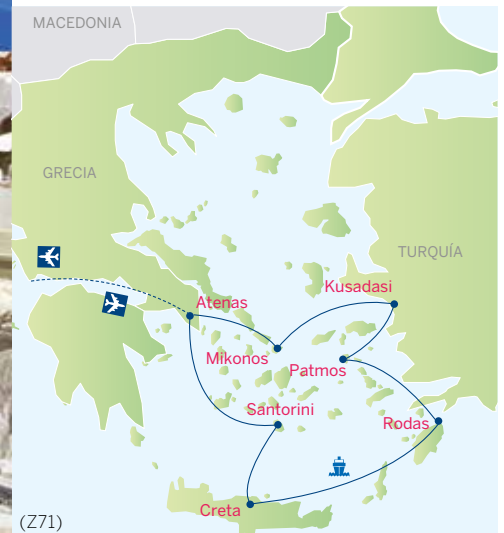 MACEDONIA
GRECIA
TURQUÍA
Kusadasi
Atenas
Mikonos
Patmos
Santorini
Rodas
Creta
(Z71)